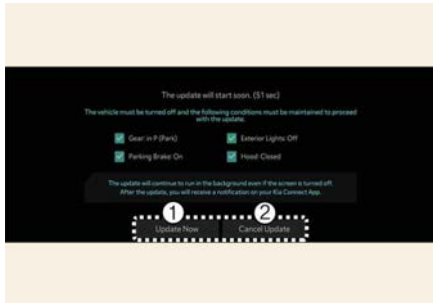 The update will start soon. (51 sec)
The vehicle must be turned off and the following conditions must be maintained to proceed
with the update.
Gear: in P (Park)
Exterior Lights: Off
Parking Brake: On
Hood: Closed
The update will continue to run in the background even if the screen is turned off.
After the update, you will receive a notification on your Kia Connect App.
1 2
Update Now Cancel Update